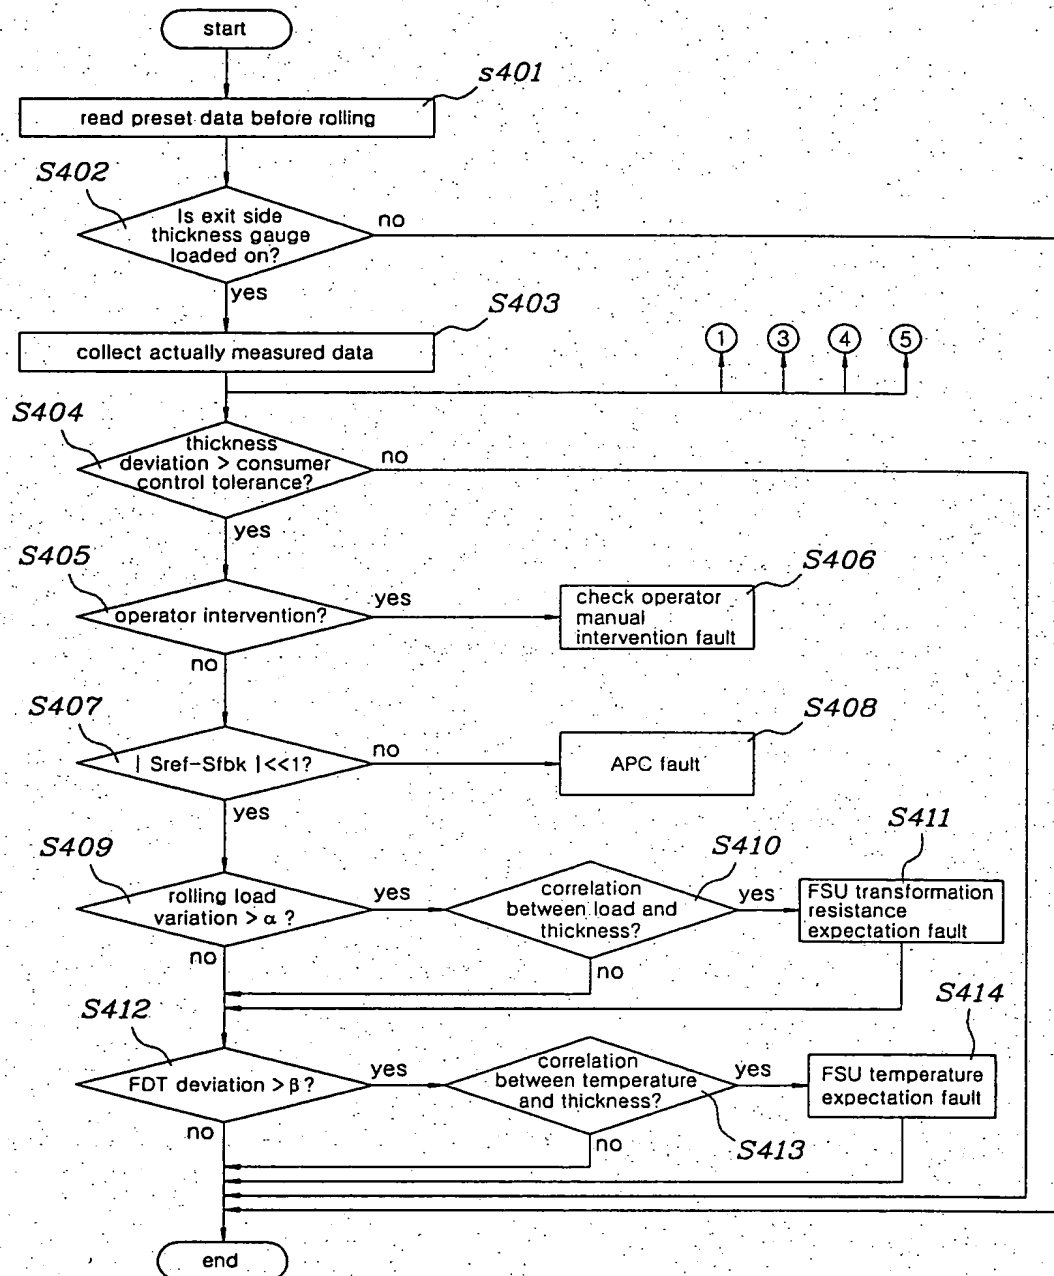 start
s401
read preset data before rolling
S402
Is exit side
thickness gauge
loaded on?
no
yes
S403
collect actually measured data
1 3 4 5
S404
thickness
deviation > consumer
control tolerance?
no
yes
S405
operator intervention?
yes
no
S406
check operator
manual
intervention fault
S407
| Sref-Sfbk |<<1?
no
yes
S408
APC fault
S409
rolling load
variation > α ?
yes
no
S410
correlation
between load and
thickness?
yes
no
S411
FSU transformation
resistance
expectation fault
S412
FDT deviation > β ?
yes
no
correlation
between temperature
and thickness?
yes
no
S413
S414
FSU temperature
expectation fault
end